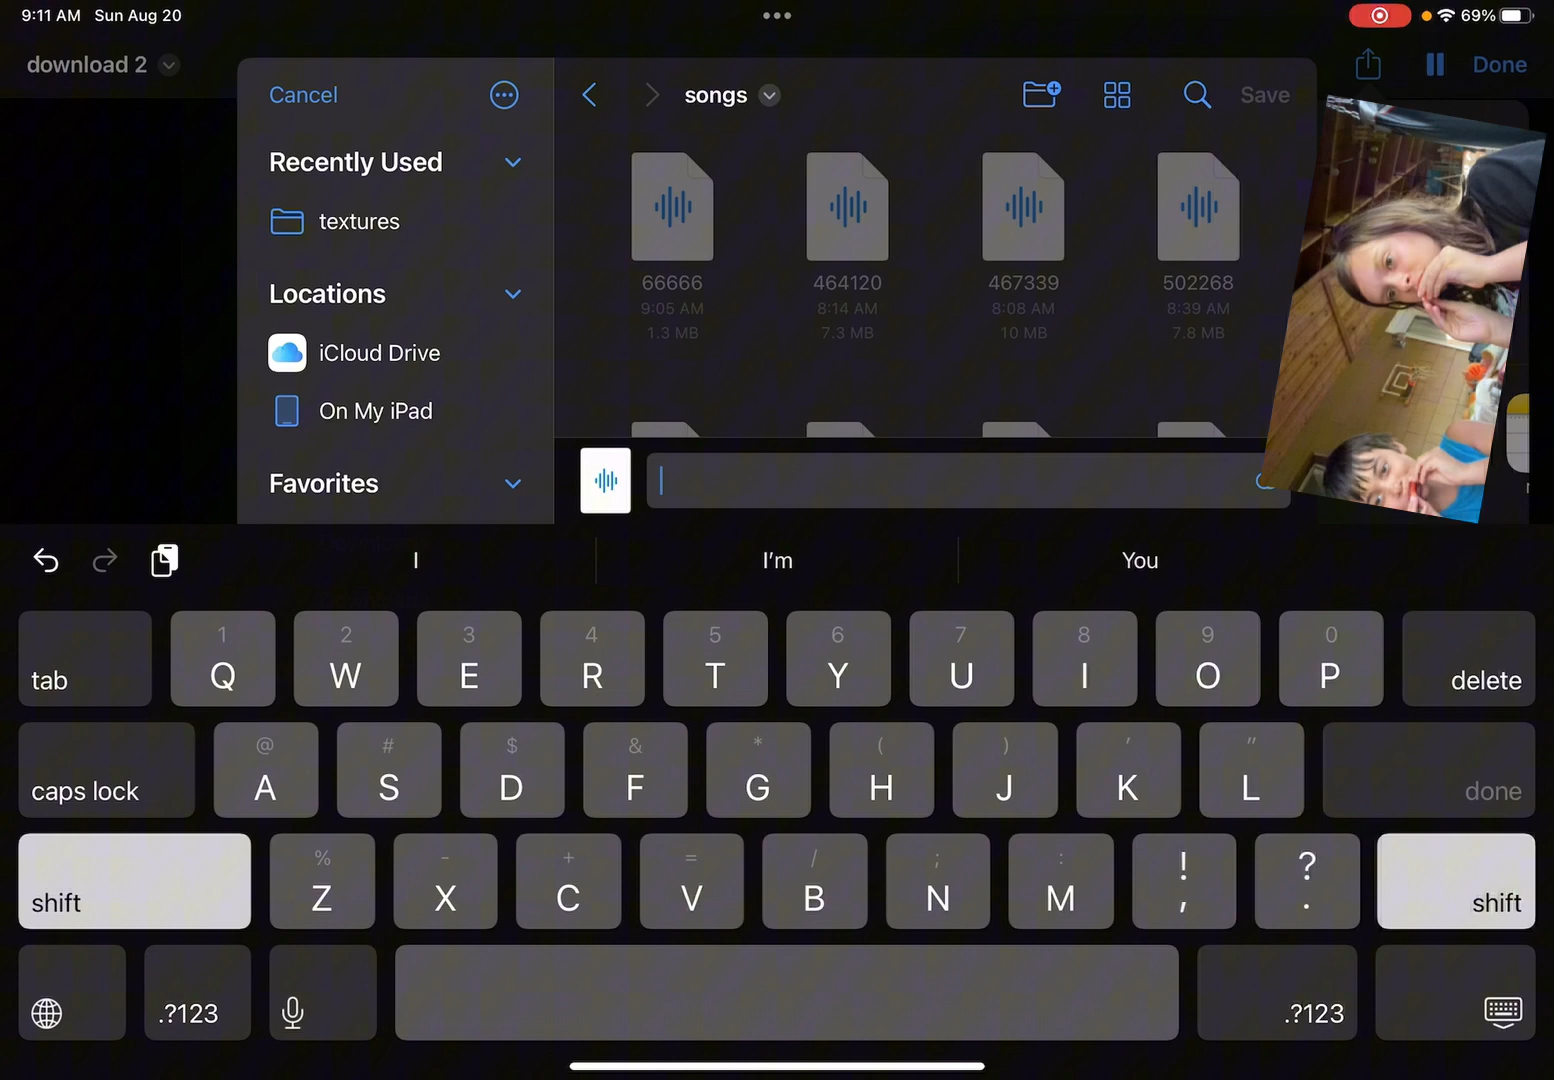 9:11 AM Sun Aug 20
69%
download 2
Done
Cancel
songs
Save
Recently Used
textures
Locations
iCloud Drive
On My iPad
Favorites
66666
9:05 AM
1.3 MB
464120
8:14 AM
7.3 MB
467339
8:08 AM
10 MB
502268
8:39 AM
7.8 MB
I
I'm
You
tab
1 2 3 4 5 6 7 8 9 0
Q W E R T Y U I O P
delete
caps lock
@ # $ & * ( ) ' "
A S D F G H J K L
done
shift
% - + = / ; : ! ?
Z X C V B N M , .
shift
.?123
.?123